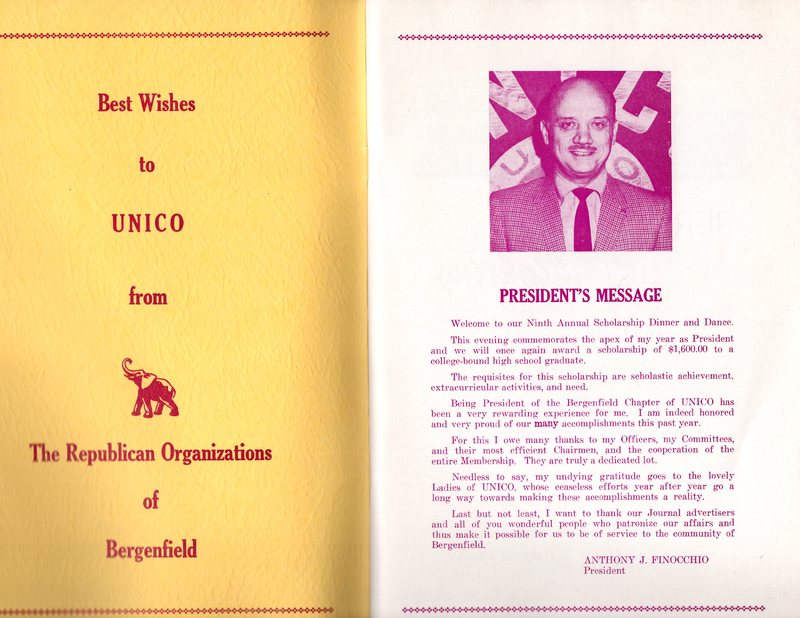 Best Wishes
to
UNICO
from
The Republican Organizations
of
Bergenfield
PRESIDENT'S MESSAGE
Welcome to our Ninth Annual Scholarship Dinner and Dance.
This evening commemorates the apex of my year as President
and we will once again award a scholarship of $1,600.00 to a
college-bound high school graduate.
The requisites for this scholarship are scholastic achievement,
extracurricular activities, and need.
Being President of the Bergenfield Chapter of UNICO has
been a very rewarding experience for me. I am indeed honored
and very proud of our many accomplishments this past year.
For this I owe many thanks to my Officers, my Committees,
and their most efficient Chairmen, and the cooperation of the
entire Membership. They are truly a dedicated lot.
Needless to say, my undying gratitude goes to the lovely
Ladies of UNICO, whose ceaseless efforts year after year go a
long way towards making these accomplishments a reality.
Last but not least, I want to thank our Journal advertisers
and all of you wonderful people who patronize our affairs and
thus make it possible for us to be of service to the community of
Bergenfield.
ANTHONY J. FINOCCHIO
President